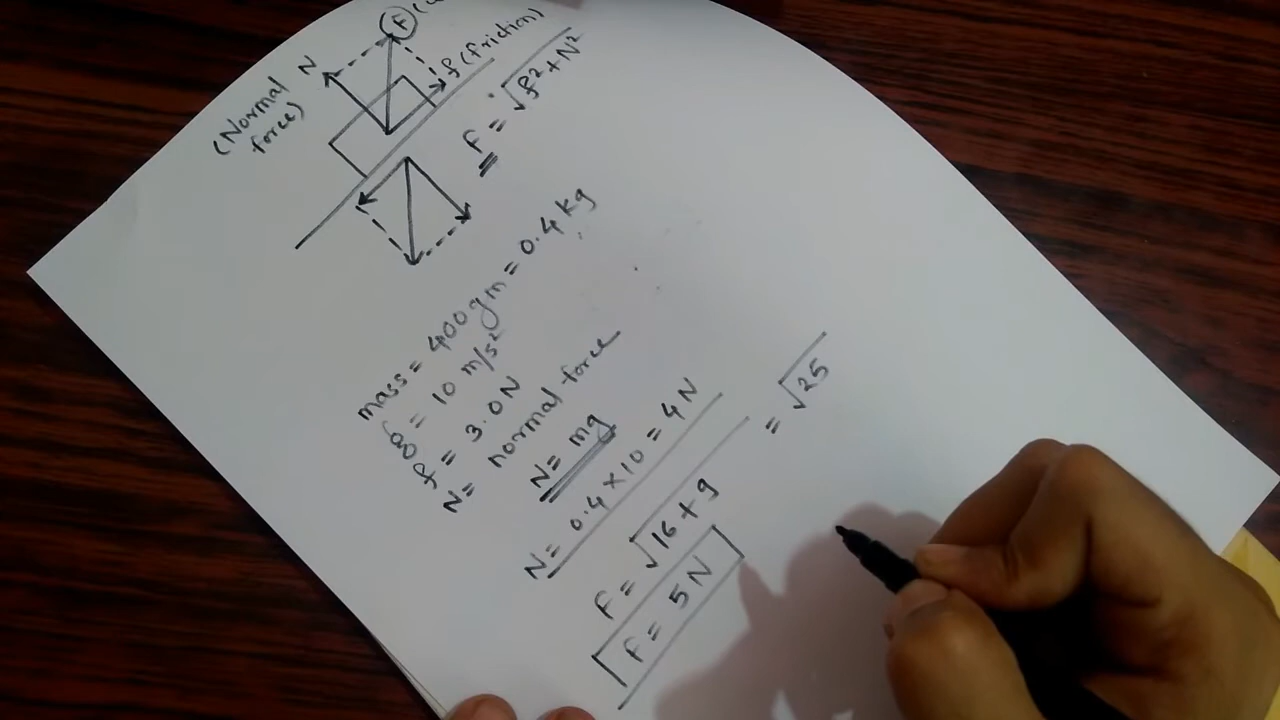 F
N
(Normal
force)
f (friction)
F = √f² + N²
mass = 400 gm = 0.4 kg
g = 10 m/s²
f = 3.0 N
N = normal force
N = mg
N = 0.4 × 10 = 4 N
F = √16 + 9 = √25
F = 5 N